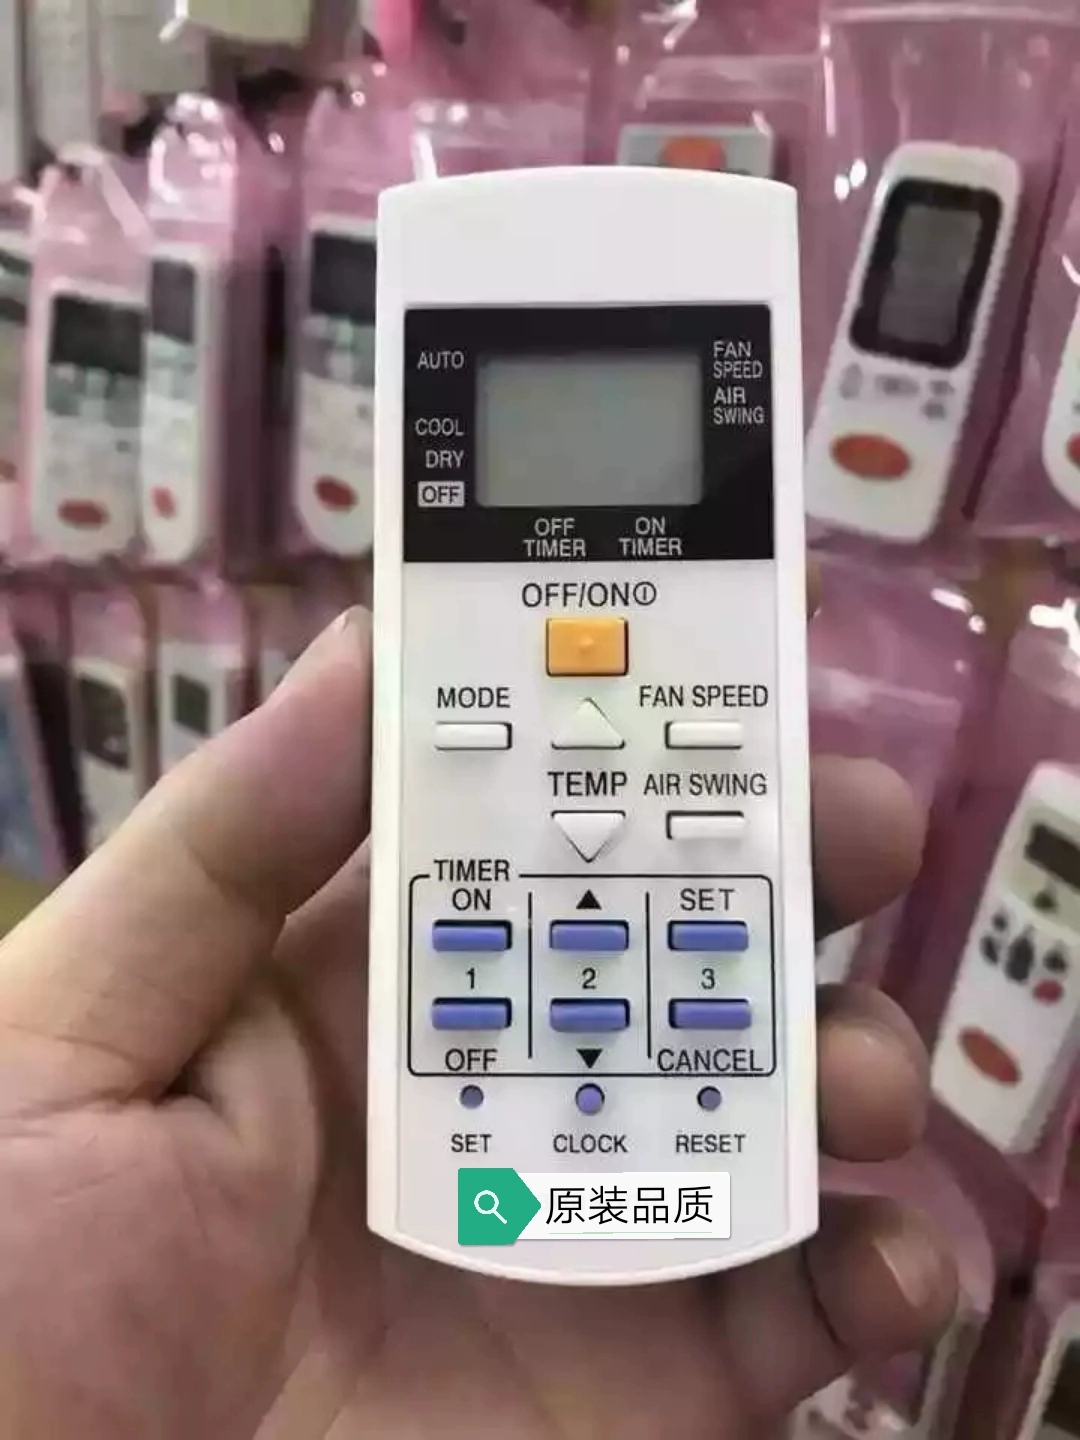 AUTO
COOL
DRY
OFF
FAN
SPEED
AIR
SWING
OFF
TIMER
ON
TIMER
OFF/ON
MODE
FAN SPEED
TEMP
AIR SWING
TIMER
ON
▲
SET
1
2
3
OFF
▼
CANCEL
SET
CLOCK
RESET
原装品质